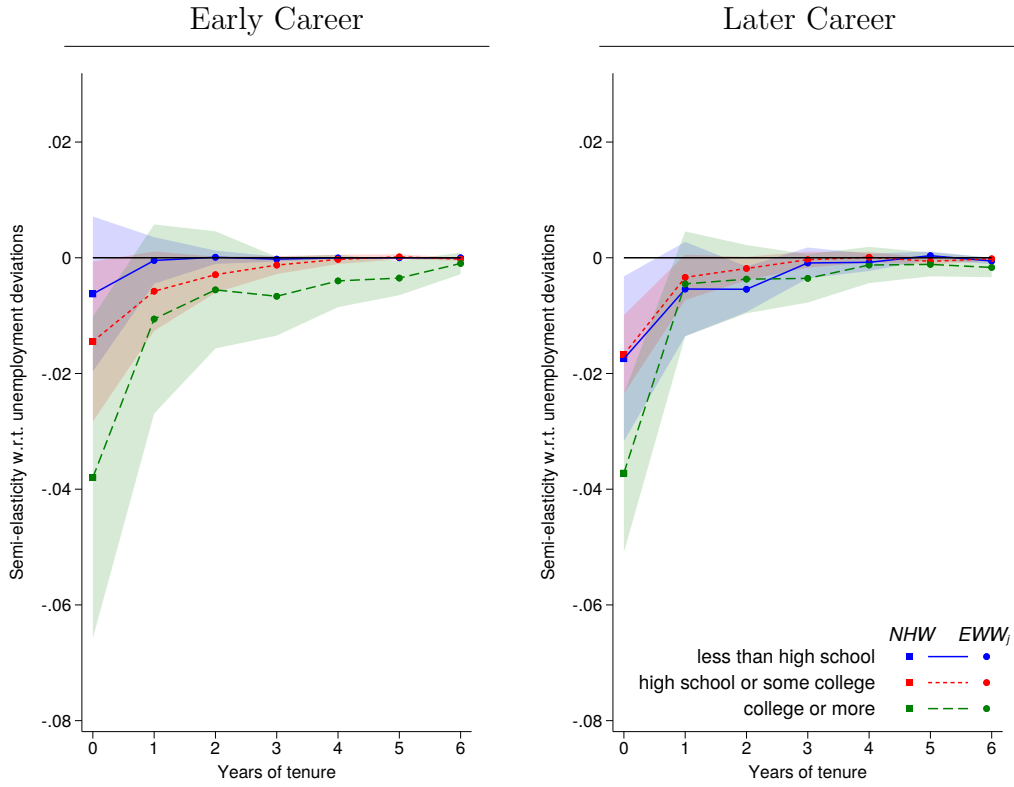 Early Career
Semi-elasticity w.r.t. unemployment deviations
.02
0
-.02
-.04
-.06
-.08
0 1 2 3 4 5 6
Years of tenure
Later Career
Semi-elasticity w.r.t. unemployment deviations
.02
0
-.02
-.04
-.06
-.08
NHW EWWj
less than high school
high school or some college
college or more
0 1 2 3 4 5 6
Years of tenure